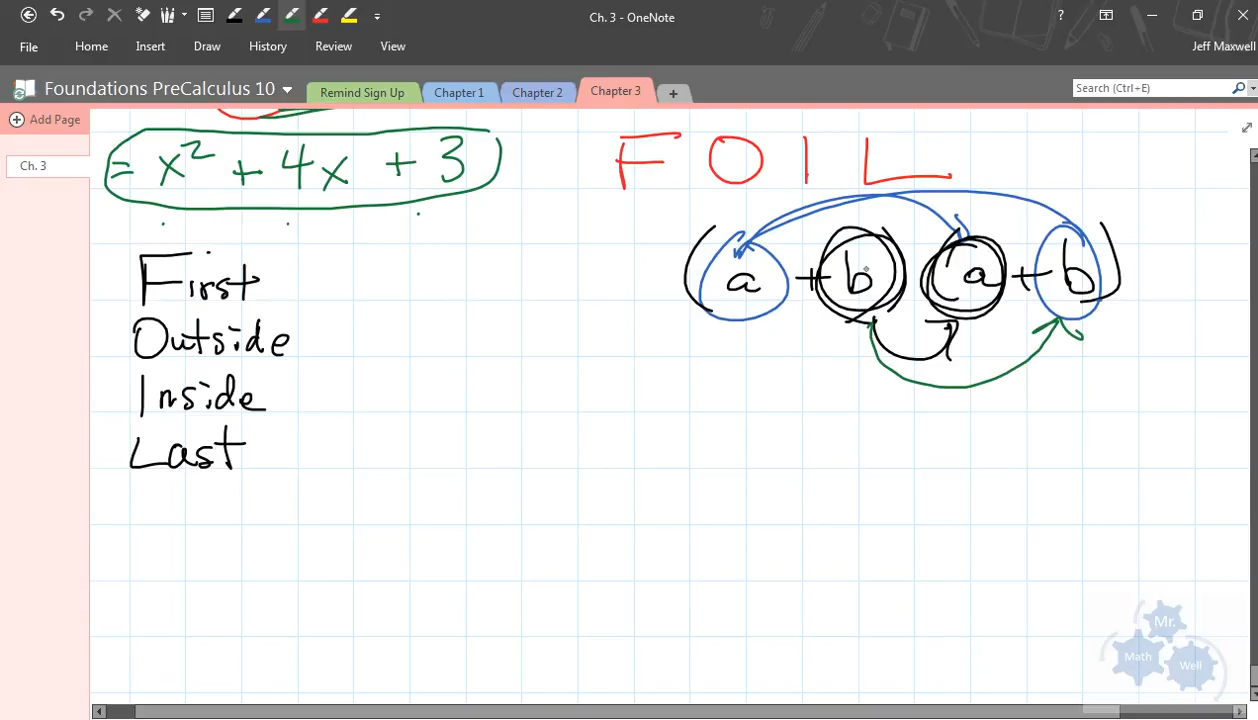 Ch. 3 - OneNote
File Home Insert Draw History Review View
Jeff Maxwell
Foundations PreCalculus 10
Remind Sign Up Chapter 1 Chapter 2 Chapter 3
Search (Ctrl+E)
Add Page
Ch. 3
= x² + 4x + 3
F O I L
(a + b)(a + b)
First
Outside
Inside
Last
Mr.
Math Well